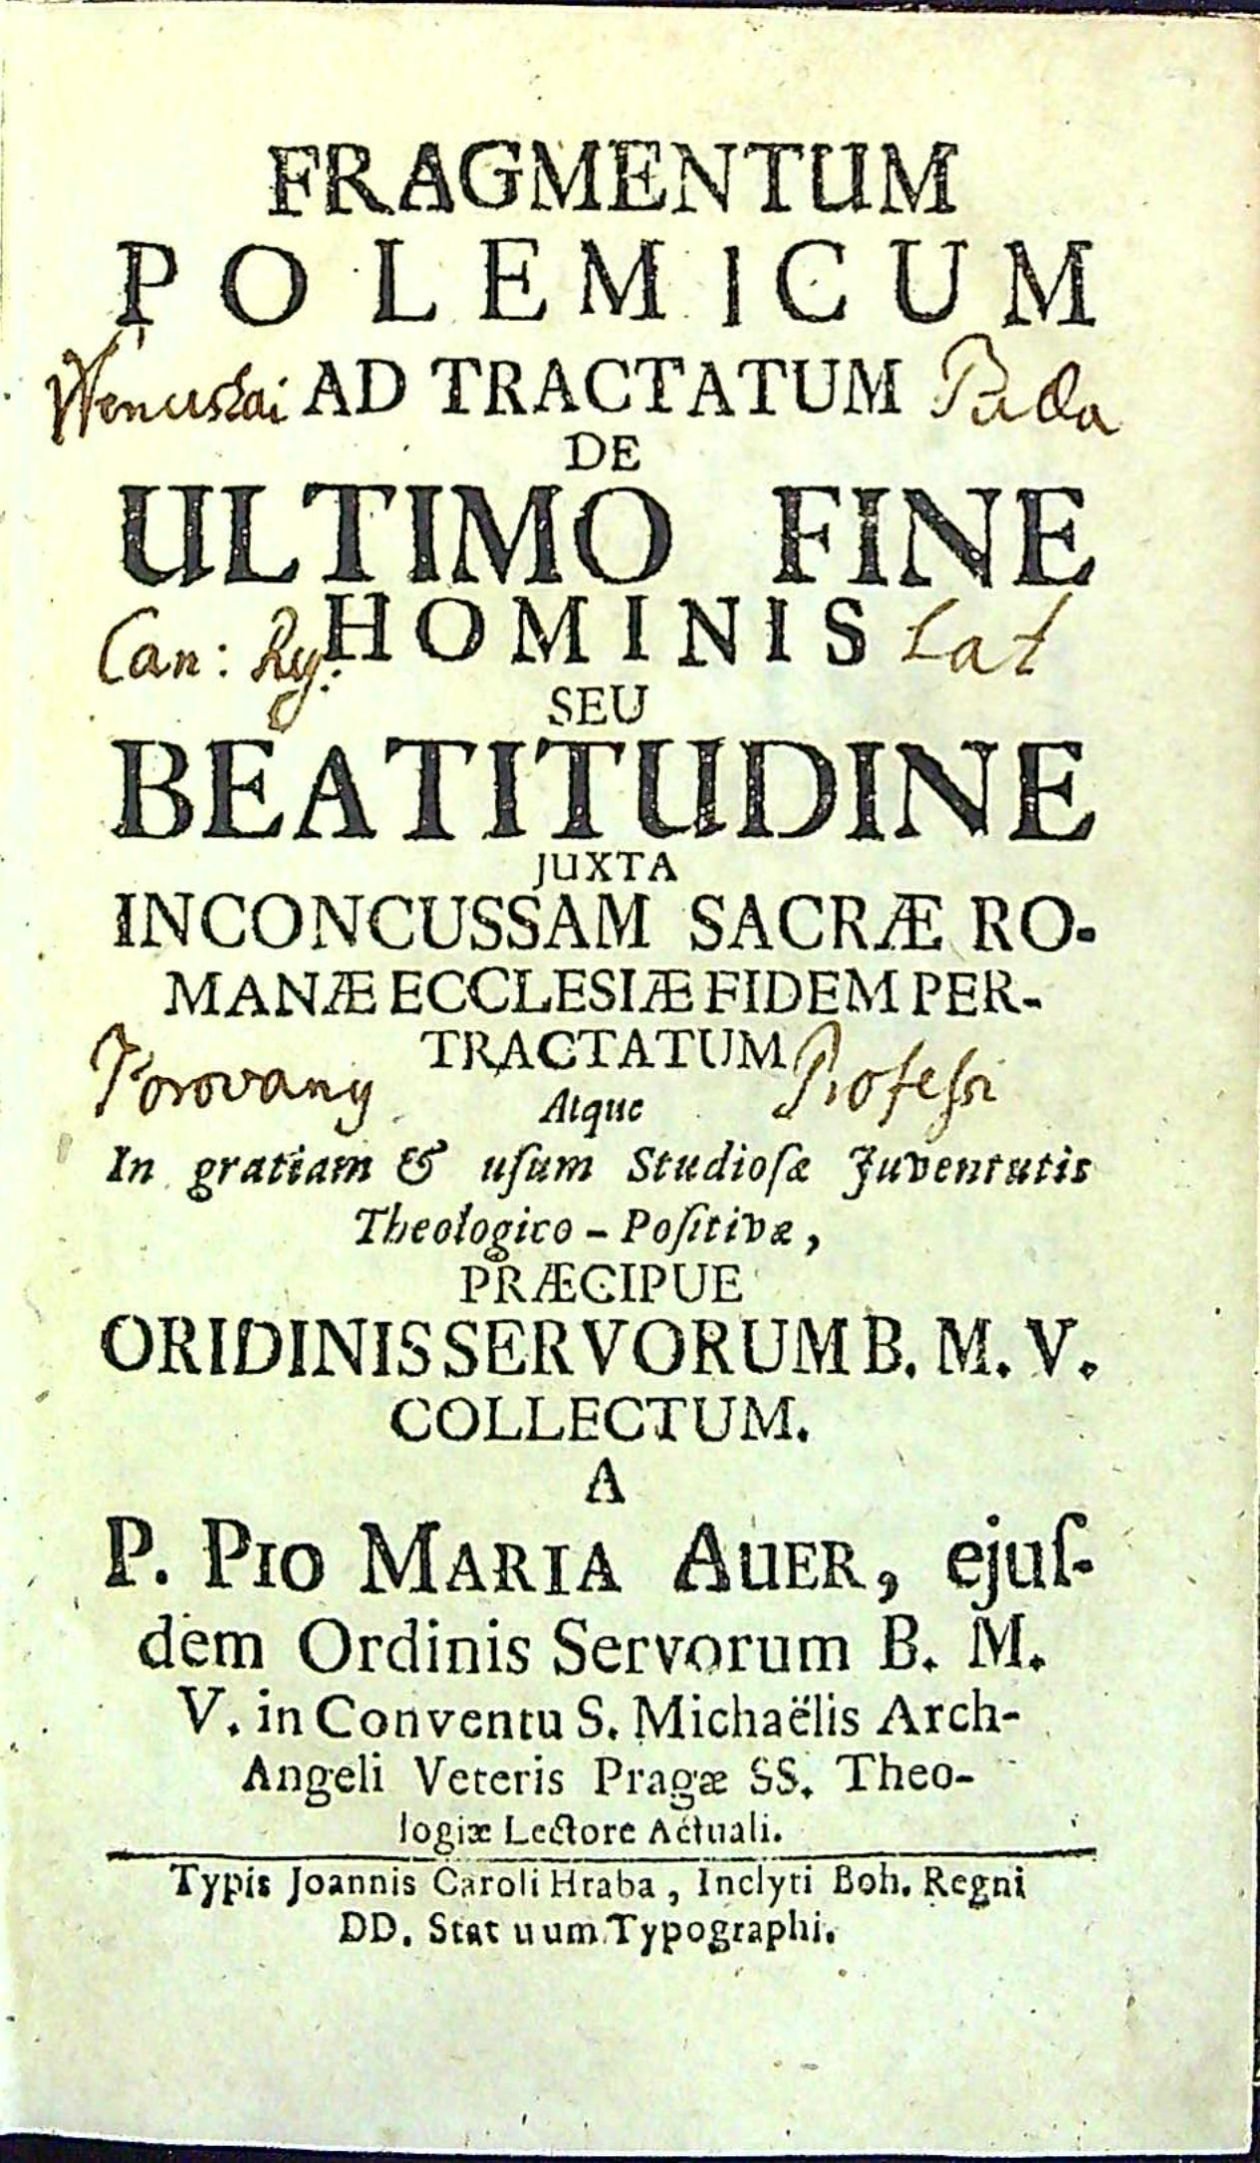 FRAGMENTUM
POLEMICUM
AD TRACTATUM
DE
ULTIMO FINE
Can: Reg: HOMINIS Lat
SEU
BEATITUDINE
JUXTA
INCONCUSSAM SACRÆ RO-
MANÆ ECCLESIÆ FIDEM PER-
TRACTATUM
Atque Professi
In gratiam & uſum Studioſæ Juventutis
Theologico-Poſitivæ,
PRÆCIPUE
ORIDINIS SERVORUM B. M. V.
COLLECTUM.
A
P. PIO MARIA AUER, ejuſ-
dem Ordinis Servorum B. M.
V. in Conventu S. Michaëlis Arch-
Angeli Veteris Pragæ SS. Theo-
logiæ Lectore Actuali.
Typis Joannis Caroli Hraba, Inclyti Boh. Regni
DD. Stat uum Typographi.